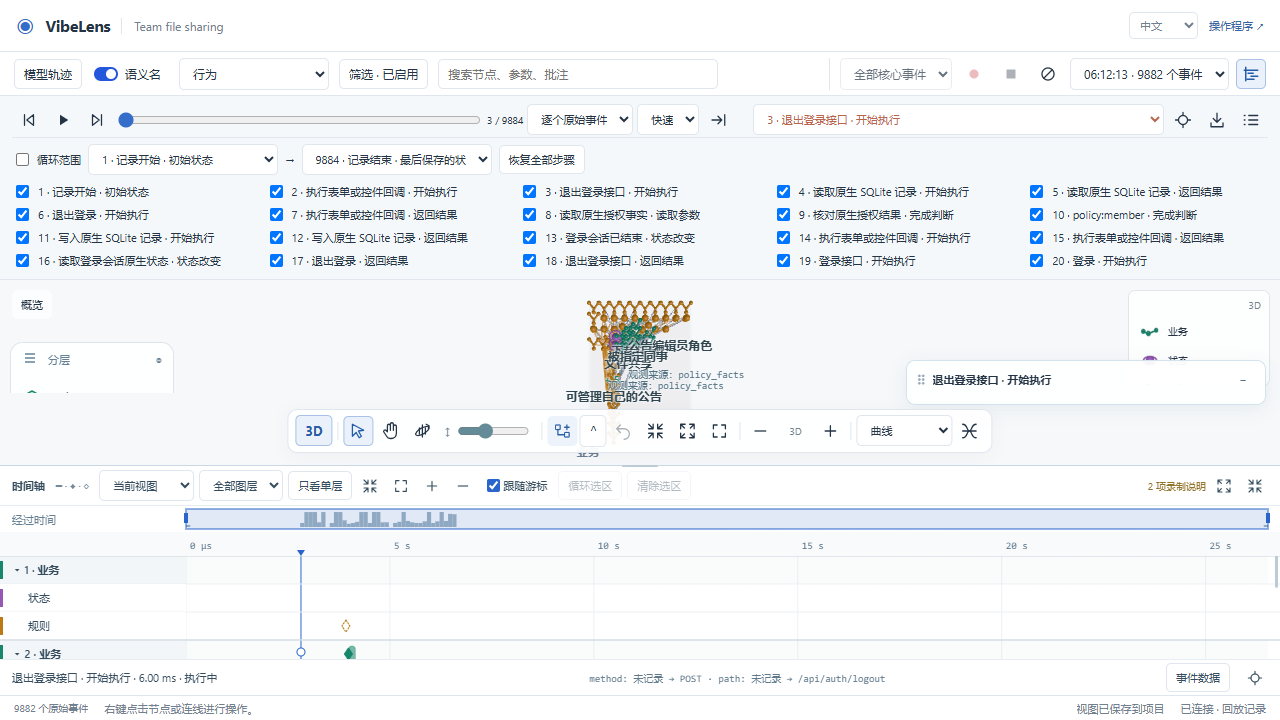 VibeLens Team file sharing 中文 操作程序 ↗
模型轨迹 语义名 行为 筛选 · 已启用 搜索节点、参数、批注 全部核心事件 06:12:13 · 9882 个事件
3 / 9884 逐个原始事件 快速 3 · 退出登录接口 · 开始执行
循环范围 1 · 记录开始 · 初始状态 → 9884 · 记录结束 · 最后保存的状 恢复全部步骤
1 · 记录开始 · 初始状态 2 · 执行表单或控件回调 · 开始执行 3 · 退出登录接口 · 开始执行 4 · 读取原生 SQLite 记录 · 开始执行 5 · 读取原生 SQLite 记录 · 返回结果
6 · 退出登录 · 开始执行 7 · 执行表单或控件回调 · 返回结果 8 · 读取原生授权事实 · 读取参数 9 · 核对原生授权结果 · 完成判断 10 · policy:member · 完成判断
11 · 写入原生 SQLite 记录 · 开始执行 12 · 写入原生 SQLite 记录 · 返回结果 13 · 登录会话已结束 · 状态改变 14 · 执行表单或控件回调 · 开始执行 15 · 执行表单或控件回调 · 返回结果
16 · 读取登录会话原生状态 · 状态改变 17 · 退出登录 · 返回结果 18 · 退出登录接口 · 返回结果 19 · 登录接口 · 开始执行 20 · 登录 · 开始执行
概览 3D
业务
分层
公告编辑员角色
被指定同事
文件共享
观测来源: policy_facts
观测来源: policy_facts
可管理自己的公告
退出登录接口 · 开始执行 −
3D ↕ ^ 3D 曲线
业务
时间轴 当前视图 全部图层 只看单层 跟随游标 循环选区 清除选区 2 项录制说明
经过时间
0 µs 5 s 10 s 15 s 20 s 25 s
1 · 业务
状态
规则
2 · 业务
退出登录接口 · 开始执行 · 6.00 ms · 执行中 method: 未记录 → POST · path: 未记录 → /api/auth/logout 事件数据
9882 个原始事件 右键点击节点或连线进行操作。 视图已保存到项目 已连接 · 回放记录